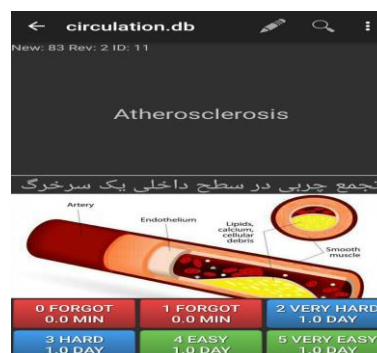 circulation.db
New: 83 Rev: 2 ID: 11
Atherosclerosis
تجمع چربی در سطح داخلی یک سرخرگ
Artery
Endothelium
Lipids,
calcium,
cellular
debris
Smooth
muscle
0 FORGOT
0.0 MIN
1 FORGOT
0.0 MIN
2 VERY HARD
1.0 DAY
3 HARD
1.0 DAY
4 EASY
1.0 DAY
5 VERY EASY
1.0 DAY